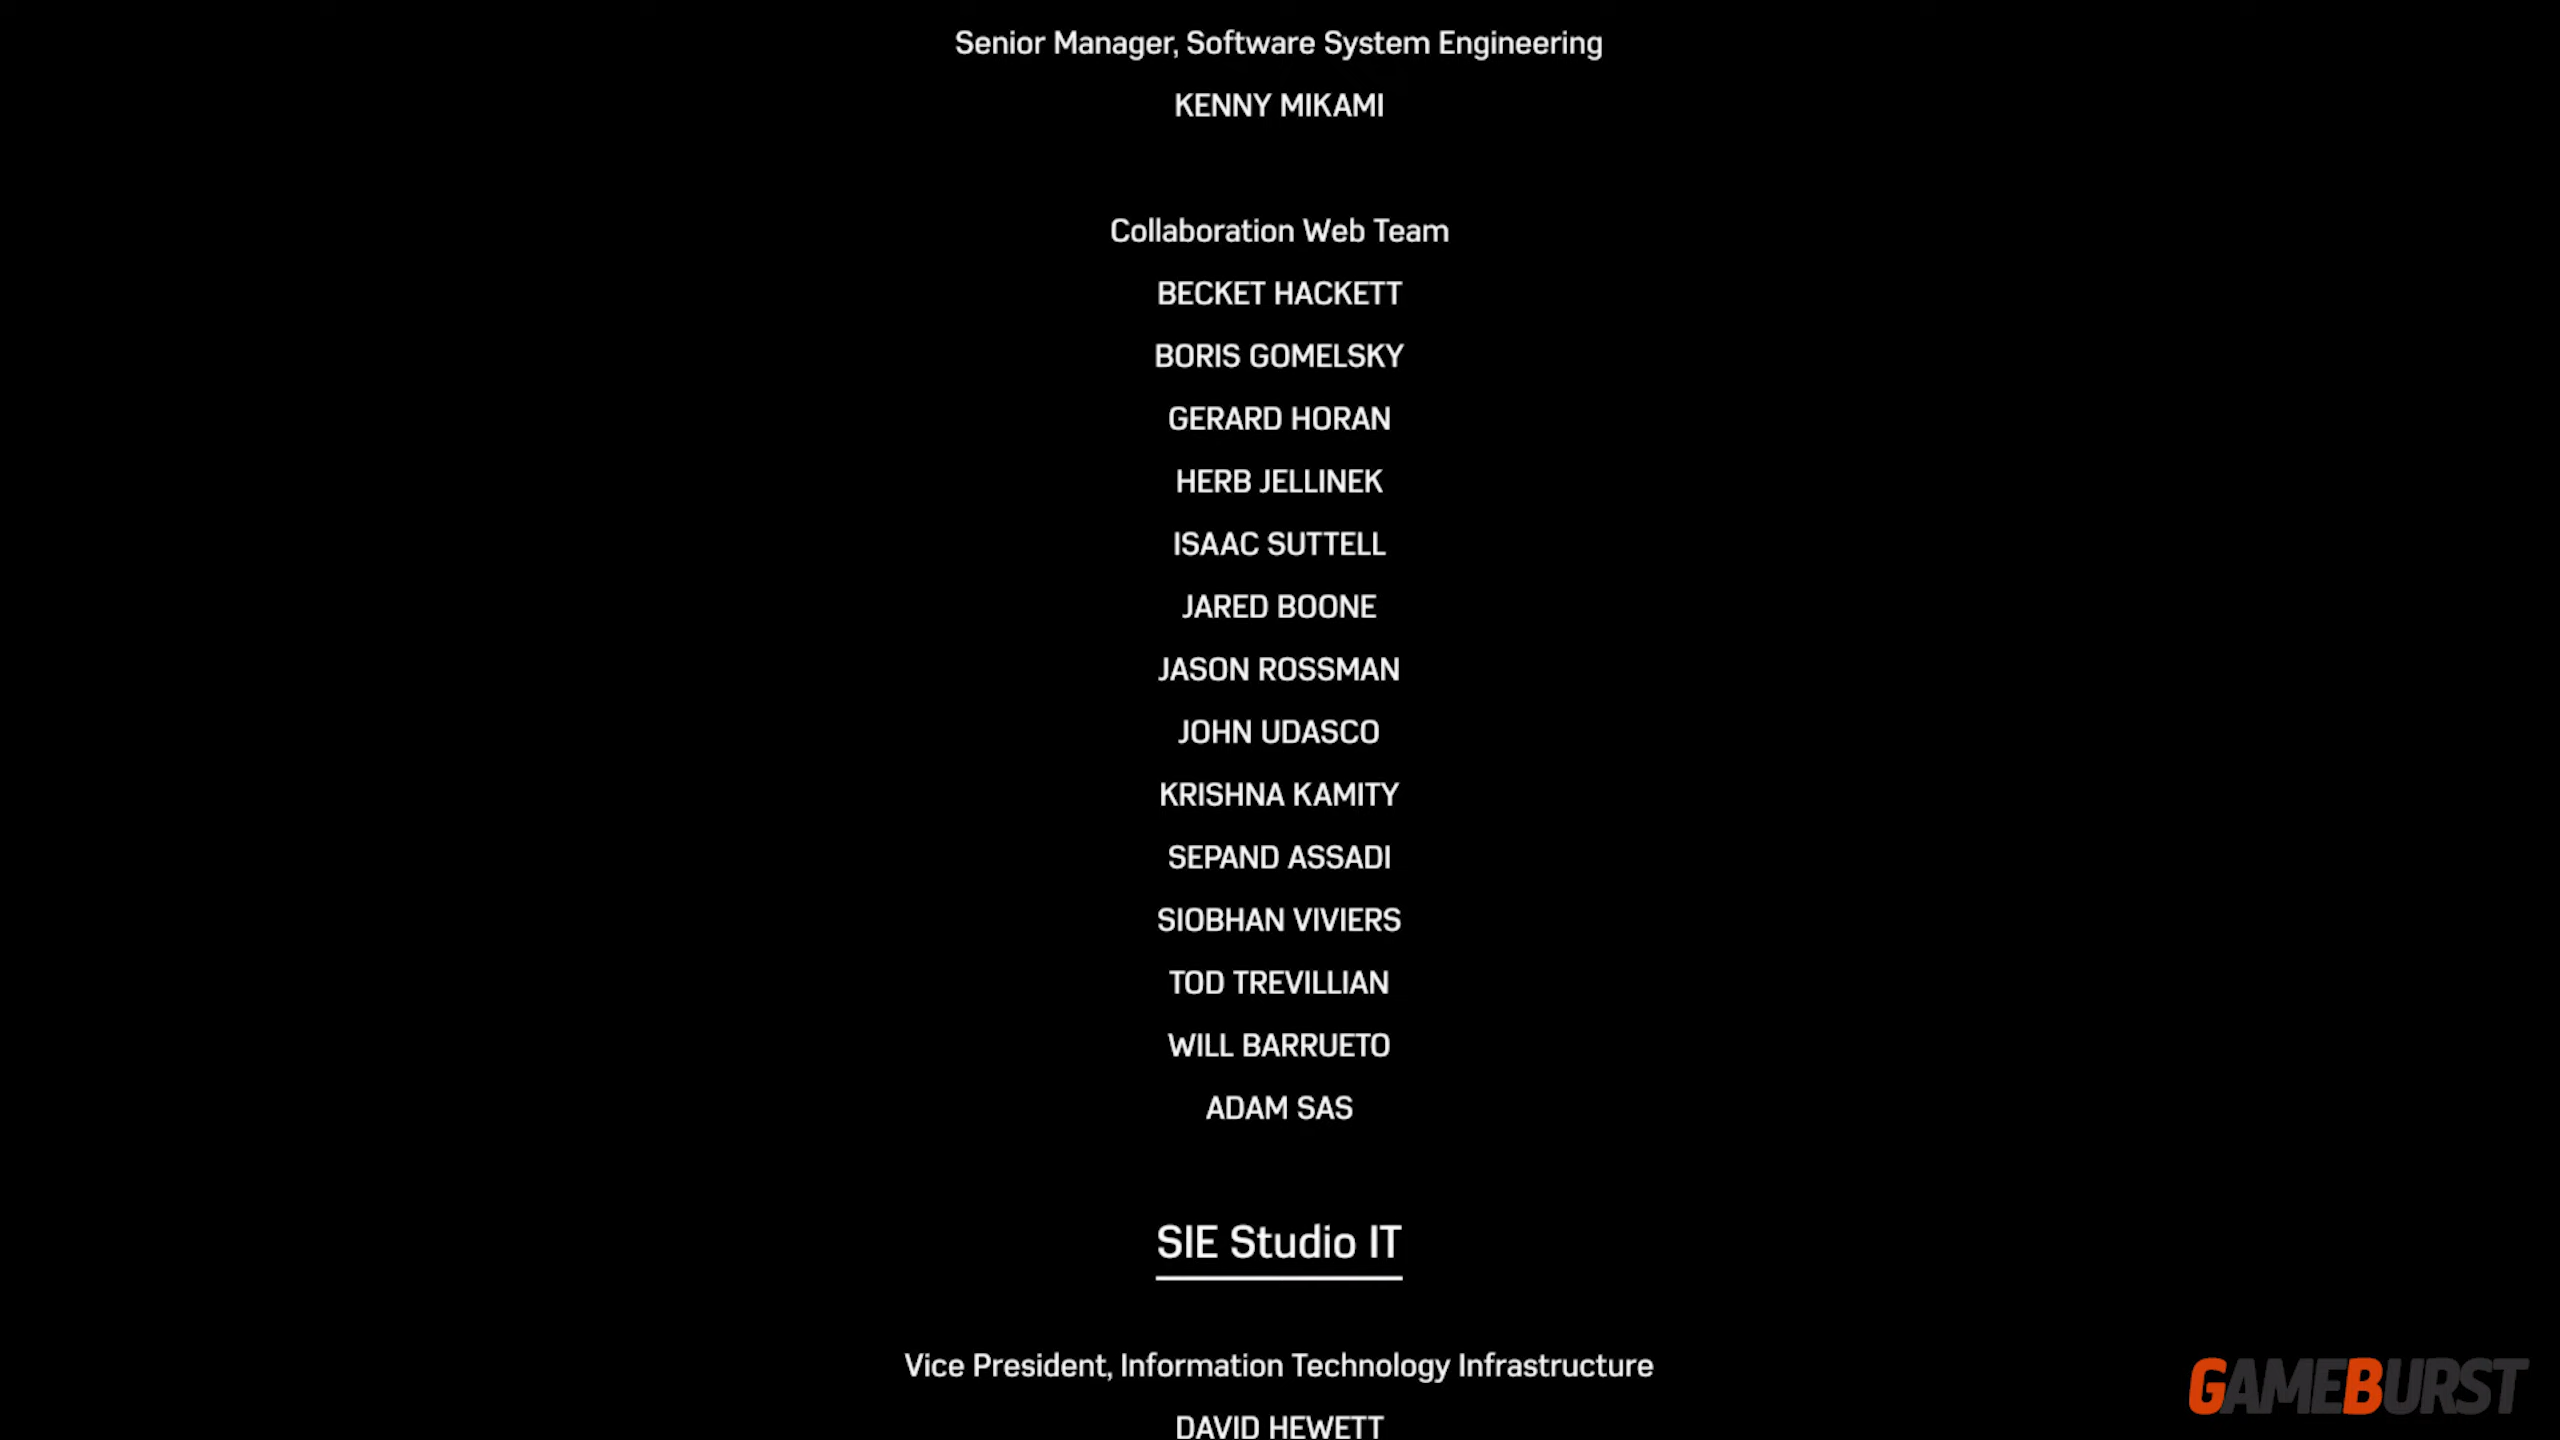 Senior Manager, Software System Engineering
KENNY MIKAMI
Collaboration Web Team
BECKET HACKETT
BORIS GOMELSKY
GERARD HORAN
HERB JELLINEK
ISAAC SUTTELL
JARED BOONE
JASON ROSSMAN
JOHN UDASCO
KRISHNA KAMITY
SEPAND ASSADI
SIOBHAN VIVIERS
TOD TREVILLIAN
WILL BARRUETO
ADAM SAS
SIE Studio IT
Vice President, Information Technology Infrastructure
DAVID HEWETT
GAMEBURST